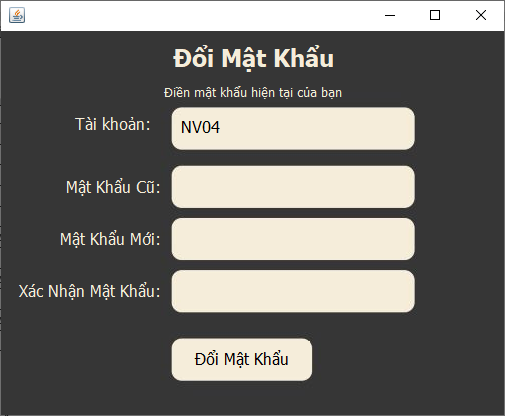 Đổi Mật Khẩu
Điền mật khẩu hiện tại của bạn
Tài khoản: NV04
Mật Khẩu Cũ:
Mật Khẩu Mới:
Xác Nhận Mật Khẩu:
Đổi Mật Khẩu